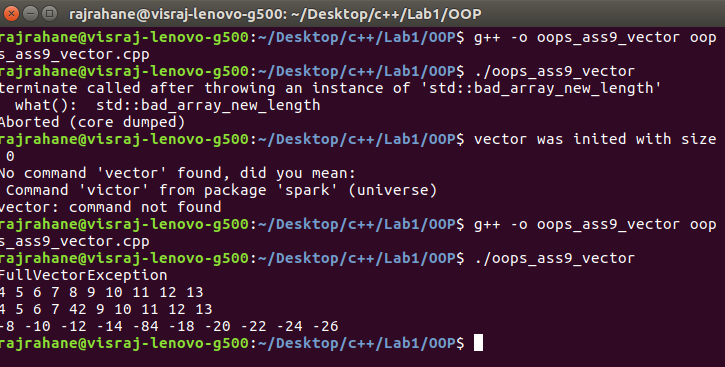 rajrahane@visraj-lenovo-g500: ~/Desktop/c++/Lab1/OOP
rajrahane@visraj-lenovo-g500:~/Desktop/c++/Lab1/OOP$ g++ -o oops_ass9_vector oop
s_ass9_vector.cpp
rajrahane@visraj-lenovo-g500:~/Desktop/c++/Lab1/OOP$ ./oops_ass9_vector
terminate called after throwing an instance of 'std::bad_array_new_length'
  what():  std::bad_array_new_length
Aborted (core dumped)
rajrahane@visraj-lenovo-g500:~/Desktop/c++/Lab1/OOP$ vector was inited with size
 0
No command 'vector' found, did you mean:
 Command 'victor' from package 'spark' (universe)
vector: command not found
rajrahane@visraj-lenovo-g500:~/Desktop/c++/Lab1/OOP$ g++ -o oops_ass9_vector oop
s_ass9_vector.cpp
rajrahane@visraj-lenovo-g500:~/Desktop/c++/Lab1/OOP$ ./oops_ass9_vector
FullVectorException
4 5 6 7 8 9 10 11 12 13
4 5 6 7 42 9 10 11 12 13
-8 -10 -12 -14 -84 -18 -20 -22 -24 -26
rajrahane@visraj-lenovo-g500:~/Desktop/c++/Lab1/OOP$